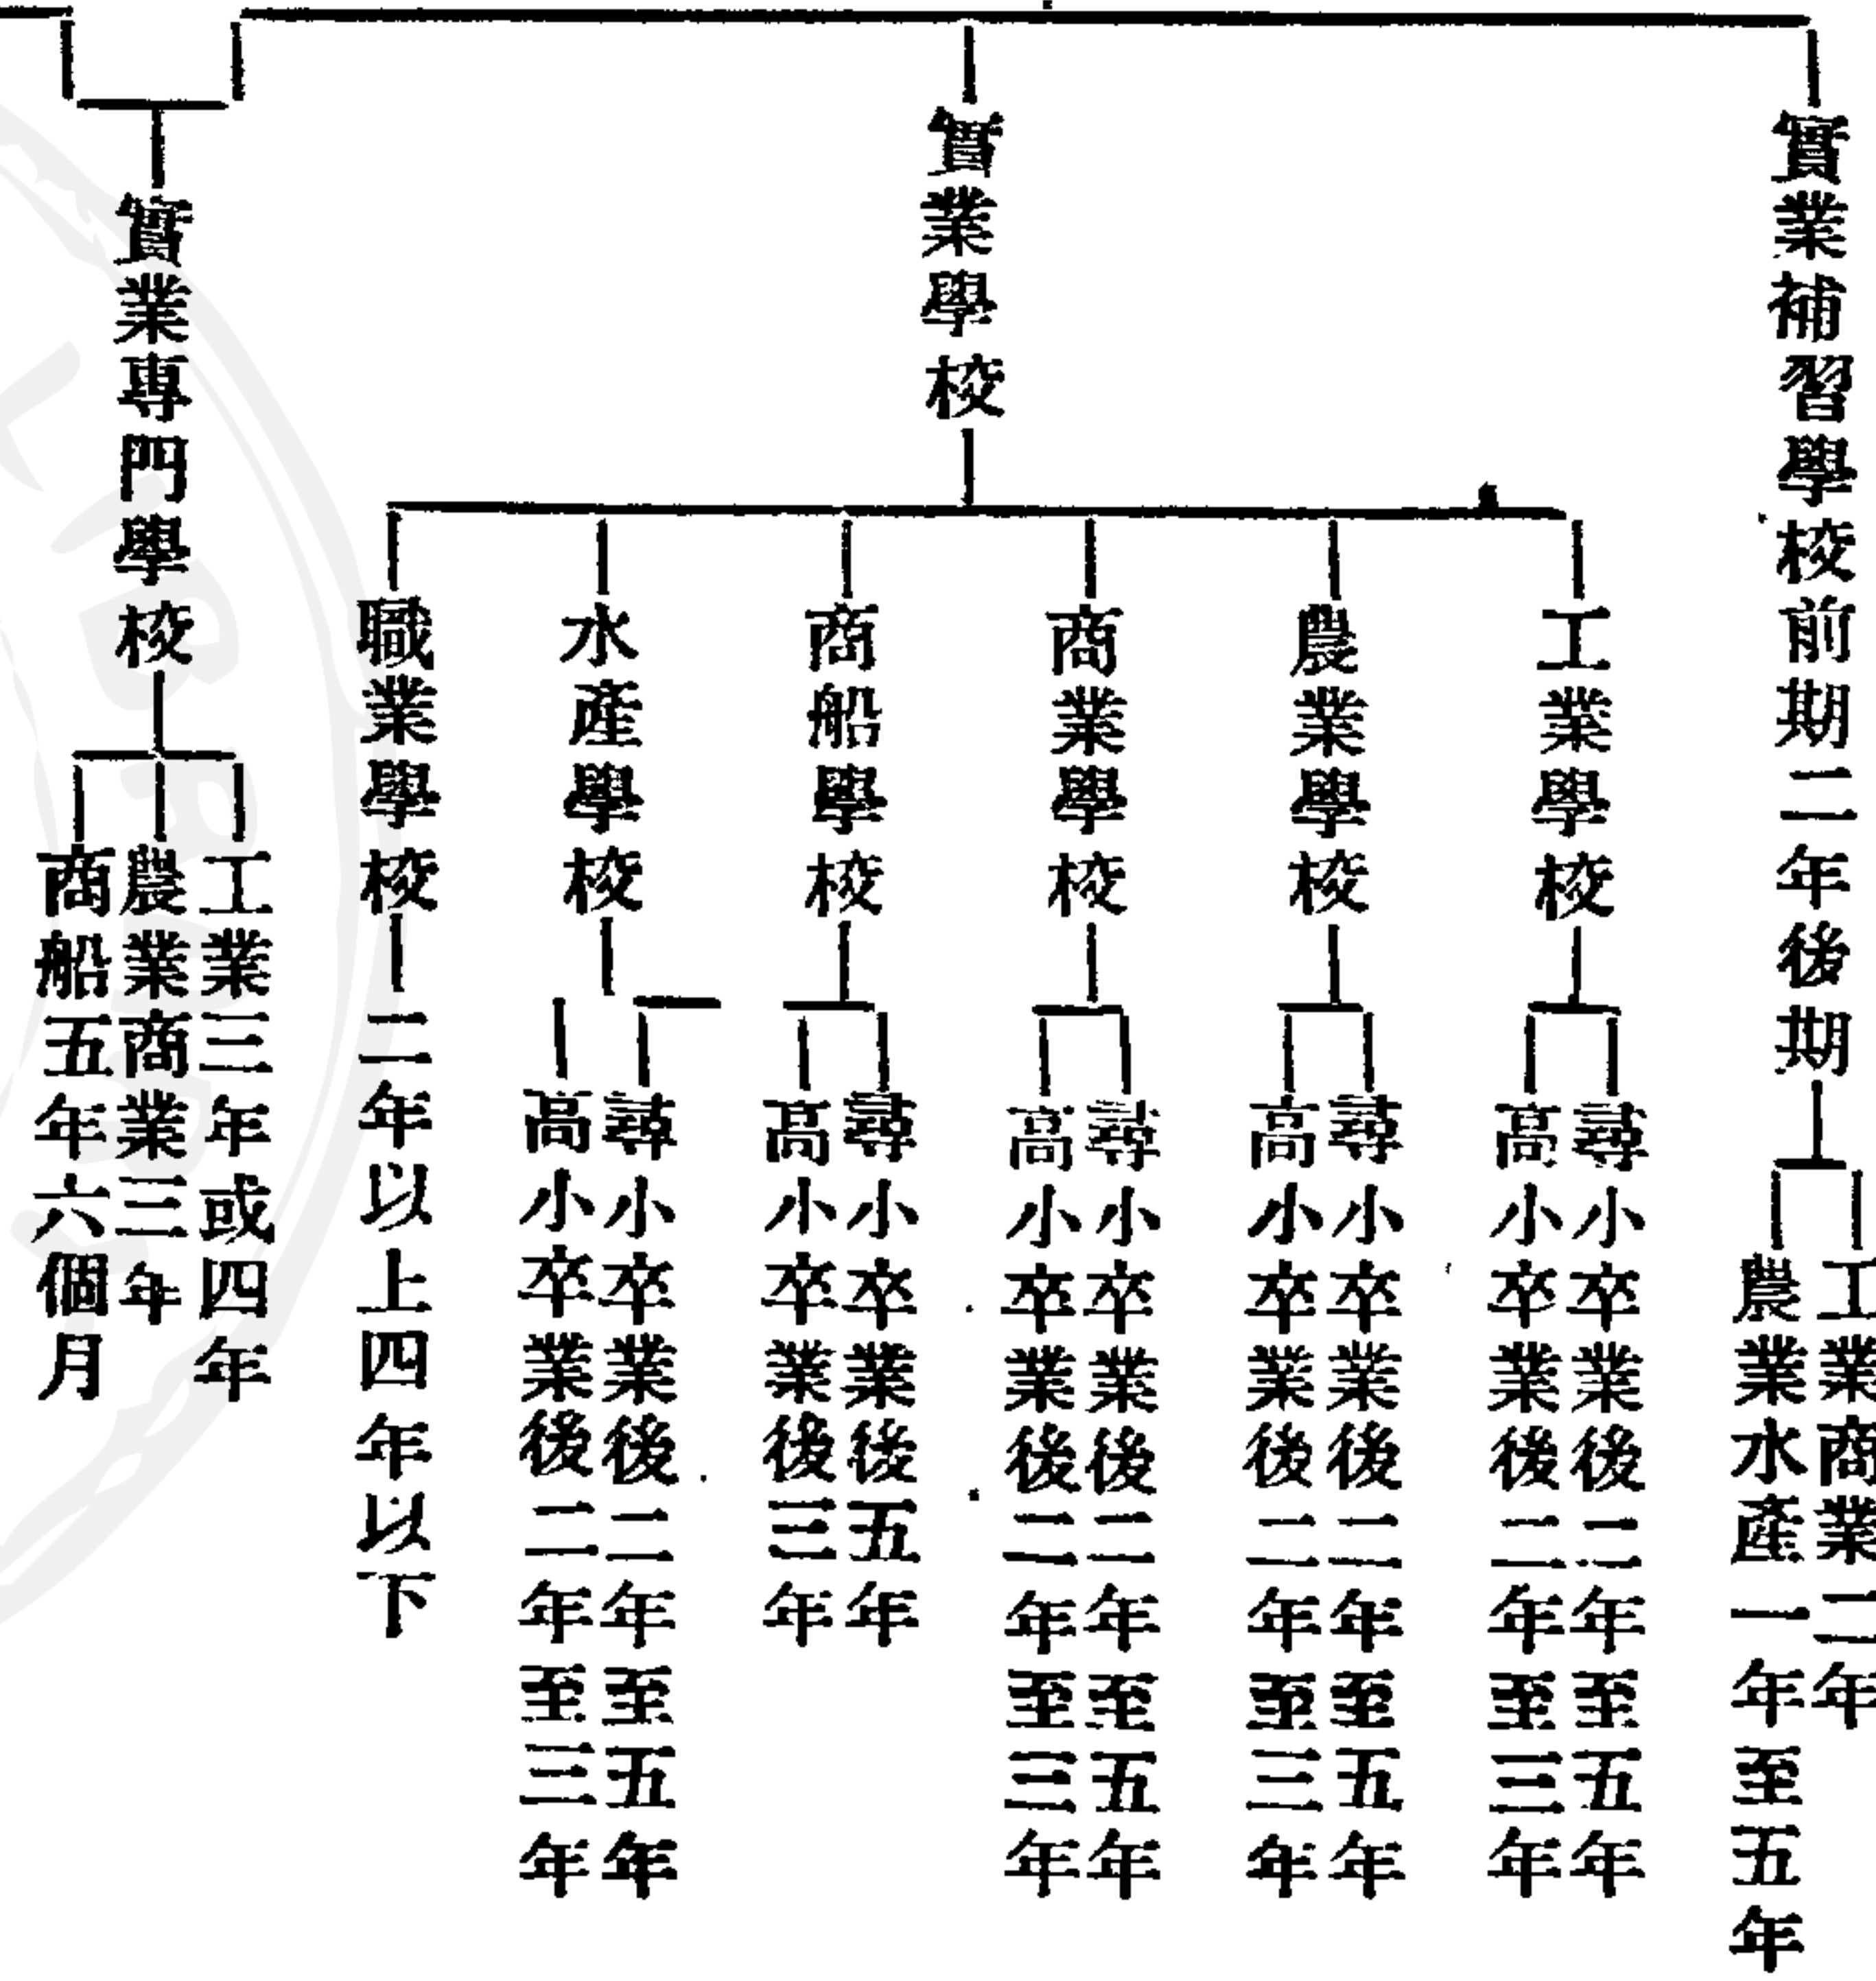 實業補習學校前期二年後期
工業商業二年
農業水產一年至五年
實業學校
工業學校
尋小卒業後二年至五年
高小卒業後二年至三年
農業學校
尋小卒業後二年至五年
高小卒業後二年至三年
商業學校
尋小卒業後二年至五年
高小卒業後二年至三年
商船學校
尋小卒業後五年
高小卒業後三年
水產學校
尋小卒業後二年至五年
高小卒業後二年至三年
職業學校
二年以上四年以下
實業專門學校
工業三年或四年
農業商業三年
商船五年六個月